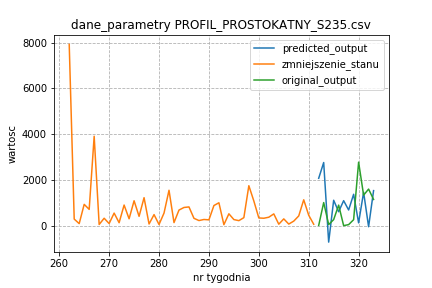 dane_parametry PROFIL_PROSTOKATNY_S235.csv
predicted_output
zmniejszenie_stanu
original_output
8000
6000
4000
2000
0
wartosc
260 270 280 290 300 310 320
nr tygodnia